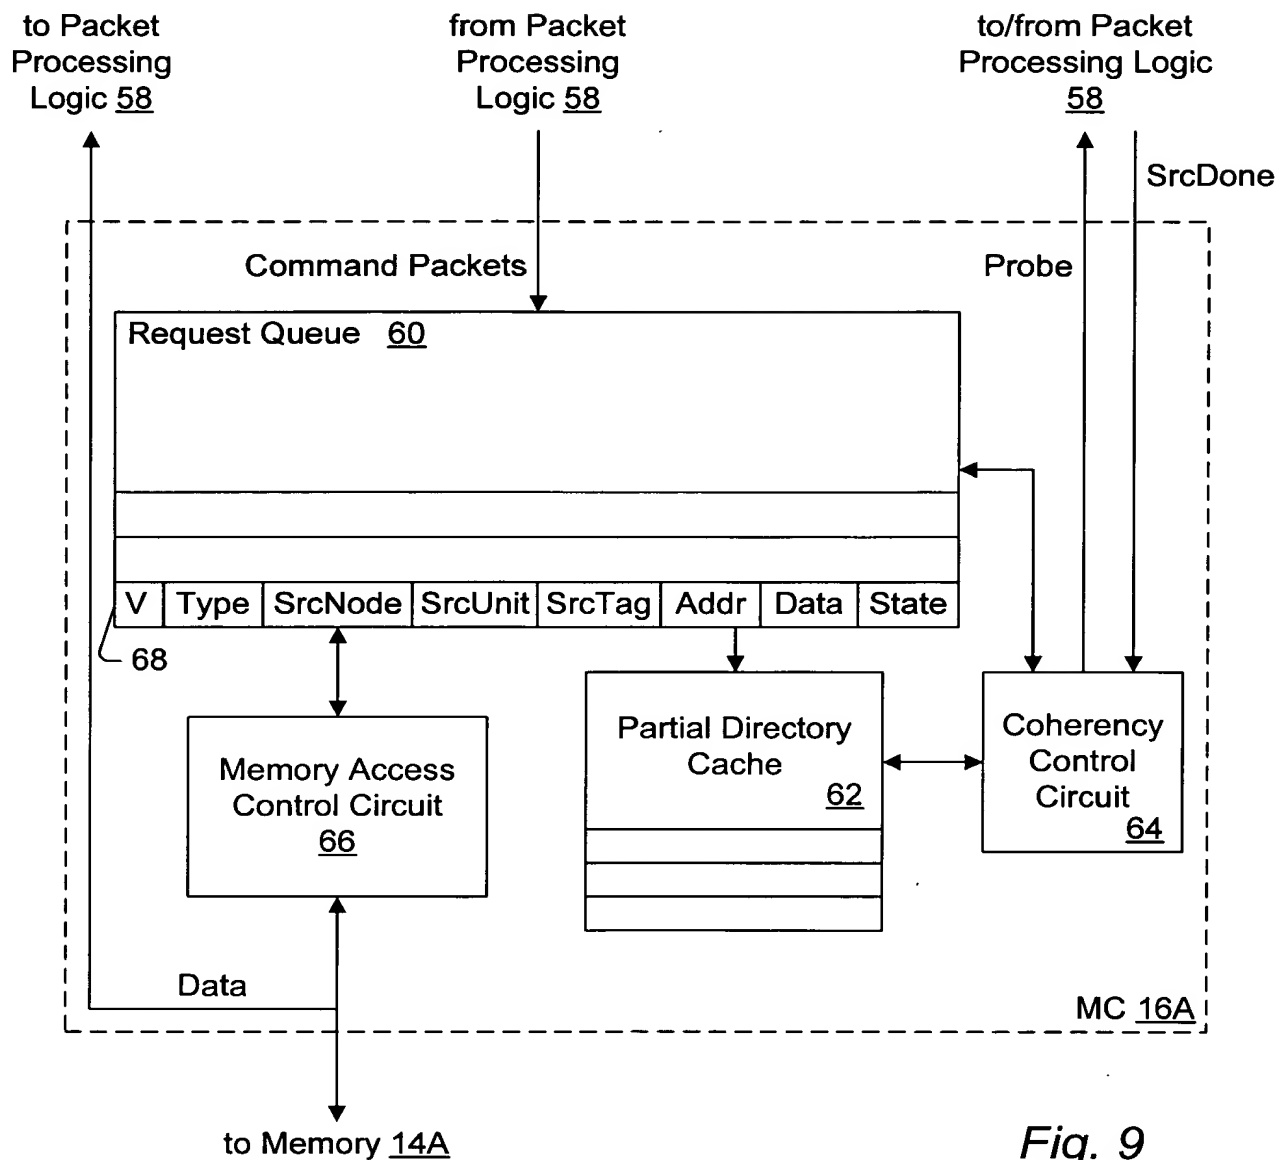 to Packet
Processing
Logic 58
from Packet
Processing
Logic 58
to/from Packet
Processing Logic
58
SrcDone
Command Packets
Probe
Request Queue 60
V Type SrcNode SrcUnit SrcTag Addr Data State
68
Memory Access
Control Circuit
66
Partial Directory
Cache
62
Coherency
Control
Circuit
64
Data
MC 16A
to Memory 14A
Fig. 9